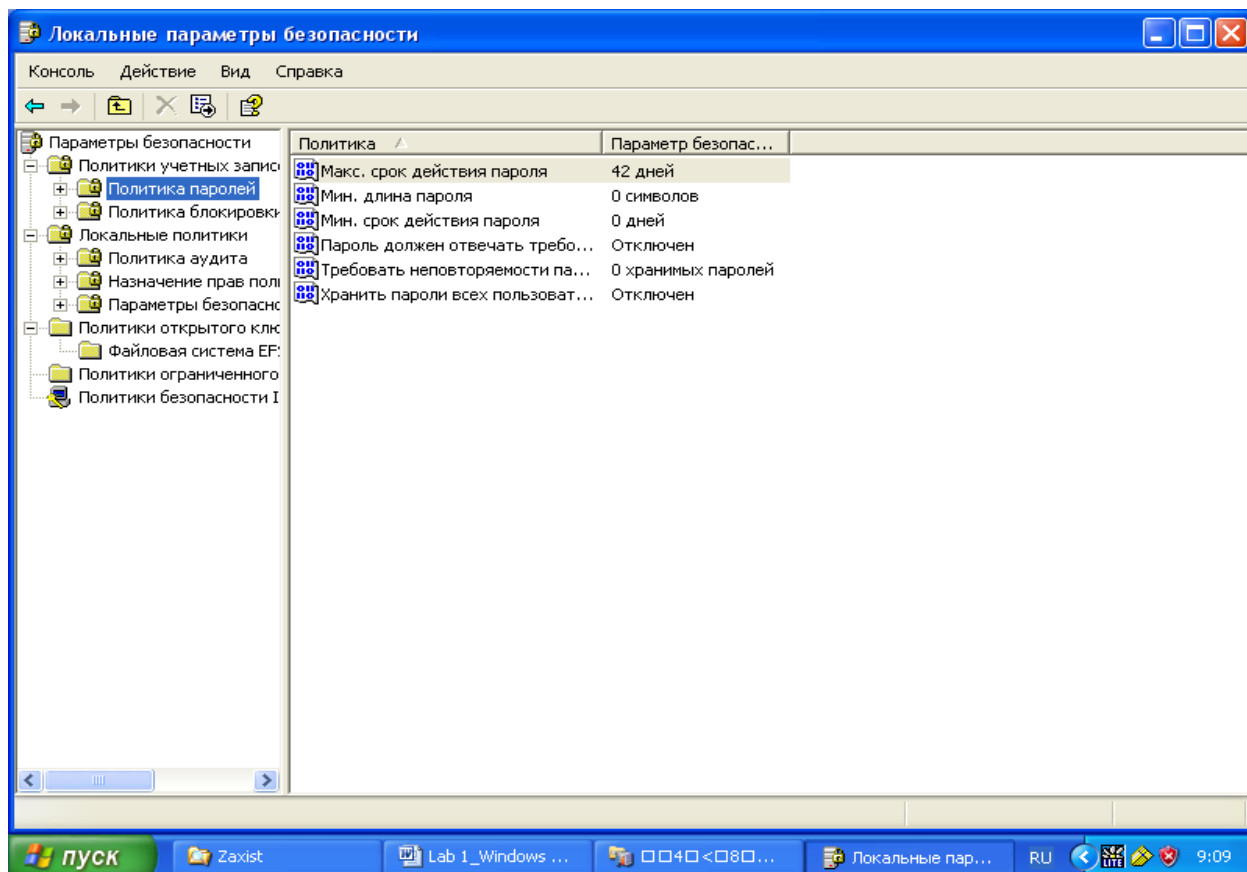 Локальные параметры безопасности
Консоль Действие Вид Справка
Параметры безопасности
Политики учетных запис
Политика паролей
Политика блокировки
Локальные политики
Политика аудита
Назначение прав пол
Параметры безопасно
Политики открытого клю
Файловая система EF
Политики ограниченного
Политики безопасности I
Политика Параметр безопас...
Макс. срок действия пароля 42 дней
Мин. длина пароля 0 символов
Мин. срок действия пароля 0 дней
Пароль должен отвечать требо... Отключен
Требовать неповторяемости па... 0 хранимых паролей
Хранить пароли всех пользоват... Отключен
пуск Zaxist Lab 1_Windows ... □□4□<□8□... Локальные пар... RU LITE 9:09